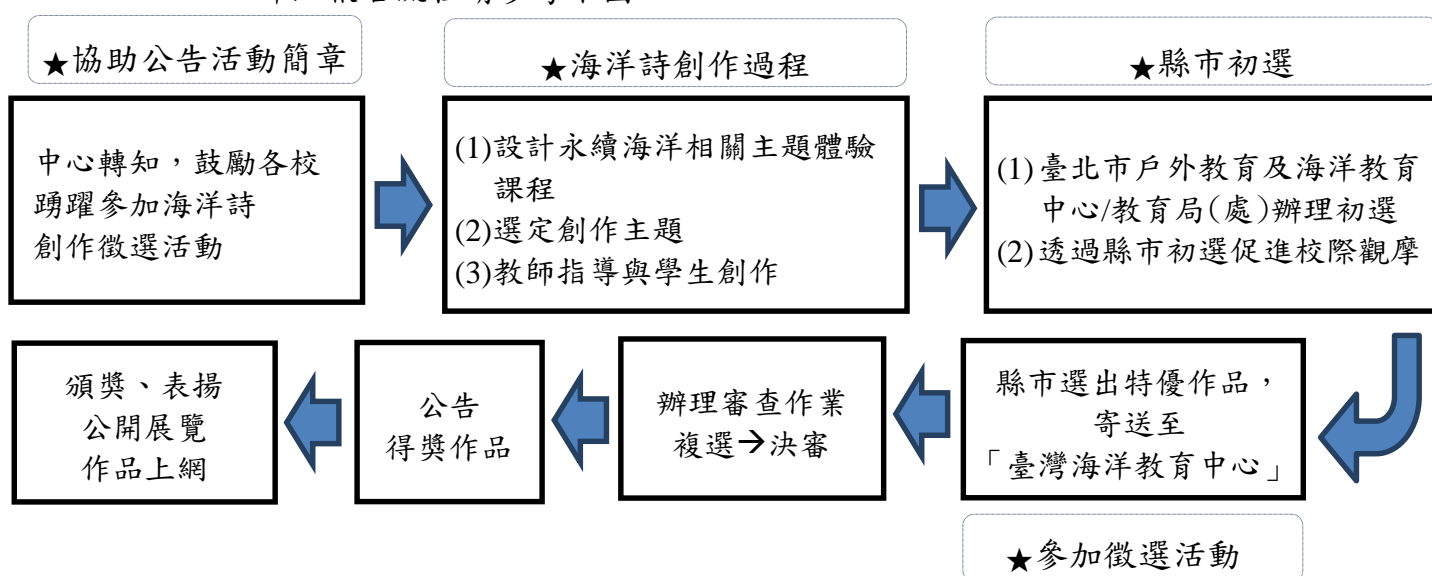 ★協助公告活動簡章
★海洋詩創作過程
★縣市初選
中心轉知，鼓勵各校
踴躍參加海洋詩
創作徵選活動
(1)設計永續海洋相關主題體驗
課程
(2)選定創作主題
(3)教師指導與學生創作
(1)臺北市戶外教育及海洋教育
中心/教育局(處)辦理初選
(2)透過縣市初選促進校際觀摩
縣市選出特優作品，
寄送至
「臺灣海洋教育中心」
★參加徵選活動
辦理審查作業
複選→決審
公告
得獎作品
頒獎、表揚
公開展覽
作品上網